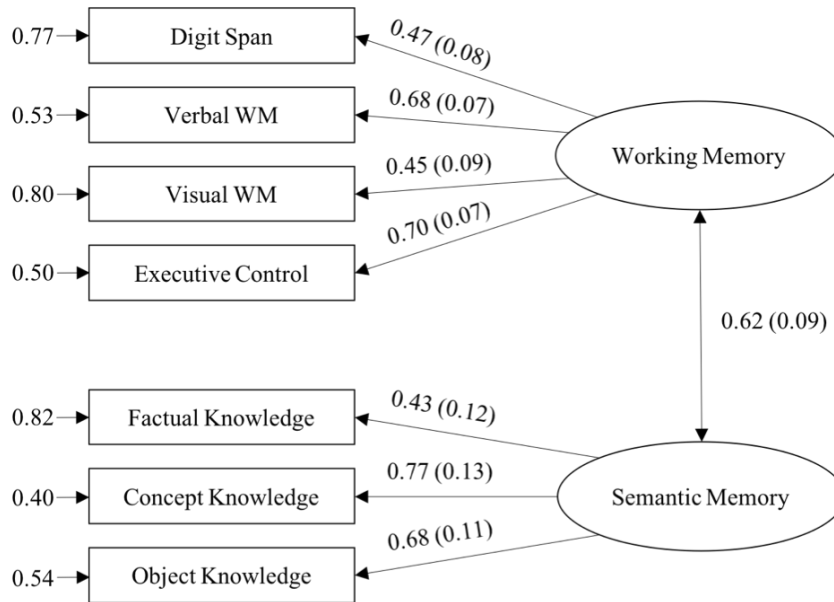 0.77
Digit Span
0.47 (0.08)
0.53
Verbal WM
0.68 (0.07)
Working Memory
0.80
Visual WM
0.45 (0.09)
0.50
Executive Control
0.70 (0.07)
0.62 (0.09)
0.82
Factual Knowledge
0.43 (0.12)
0.40
Concept Knowledge
0.77 (0.13)
Semantic Memory
0.54
Object Knowledge
0.68 (0.11)